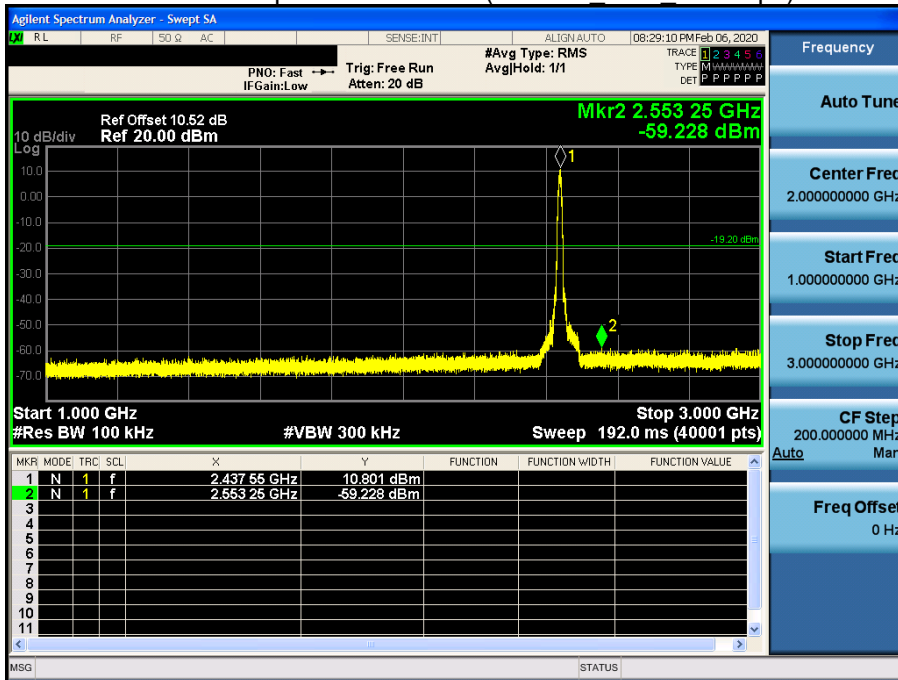 Agilent Spectrum Analyzer - Swept SA
LXI RL RF 50 Ω AC SENSE:INT ALIGN AUTO 08:29:10 PM Feb 06, 2020
#Avg Type: RMS
Avg|Hold: 1/1
TRACE 1 2 3 4 5 6
TYPE M WWWWW
DET P P P P P P
PNO: Fast
IFGain:Low
Trig: Free Run
Atten: 20 dB
Mkr2 2.553 25 GHz
-59.228 dBm
Ref Offset 10.52 dB
10 dB/div Ref 20.00 dBm
Log
10.0
0.00
-10.0
-20.0
-30.0
-40.0
-50.0
-60.0
-70.0
1
-19.20 dBm
2
Start 1.000 GHz Stop 3.000 GHz
#Res BW 100 kHz #VBW 300 kHz Sweep 192.0 ms (40001 pts)
MKR MODE TRC SCL X Y FUNCTION FUNCTION WIDTH FUNCTION VALUE
1 N 1 f 2.437 55 GHz 10.801 dBm
2 N 1 f 2.553 25 GHz -59.228 dBm
3
4
5
6
7
8
9
10
11
MSG STATUS
Frequency
Auto Tune
Center Freq
2.000000000 GHz
Start Freq
1.000000000 GHz
Stop Freq
3.000000000 GHz
CF Step
200.000000 MHz
Auto Man
Freq Offset
0 Hz